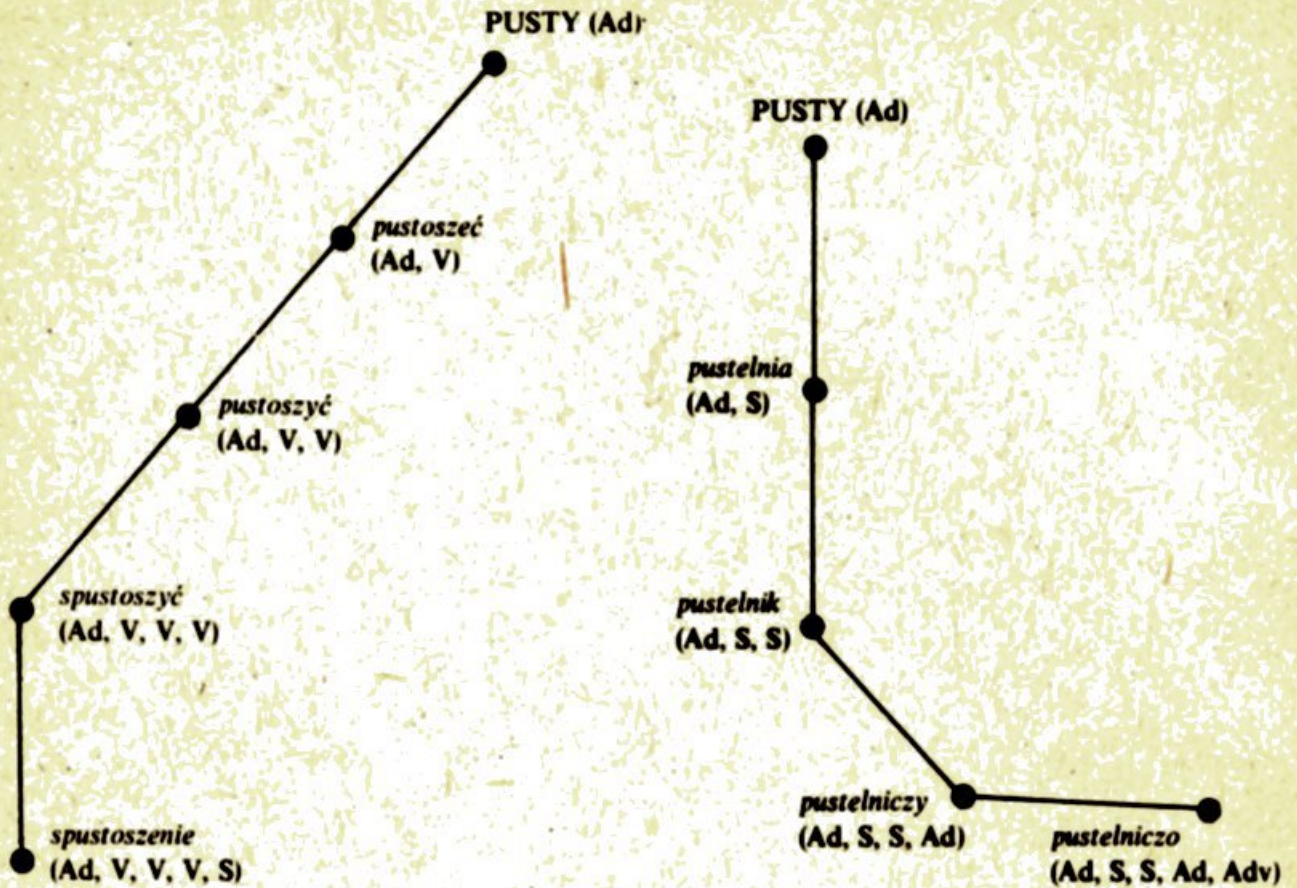 PUSTY (Ad)
pustoszeć
(Ad, V)
pustoszyć
(Ad, V, V)
spustoszyć
(Ad, V, V, V)
spustoszenie
(Ad, V, V, V, S)
PUSTY (Ad)
pustelnia
(Ad, S)
pustelnik
(Ad, S, S)
pustelniczy
(Ad, S, S, Ad)
pustelniczo
(Ad, S, S, Ad, Adv)